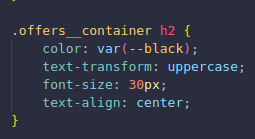 }
.offers__container h2 {
    color: var(--black);
    text-transform: uppercase;
    font-size: 30px;
    text-align: center;
}